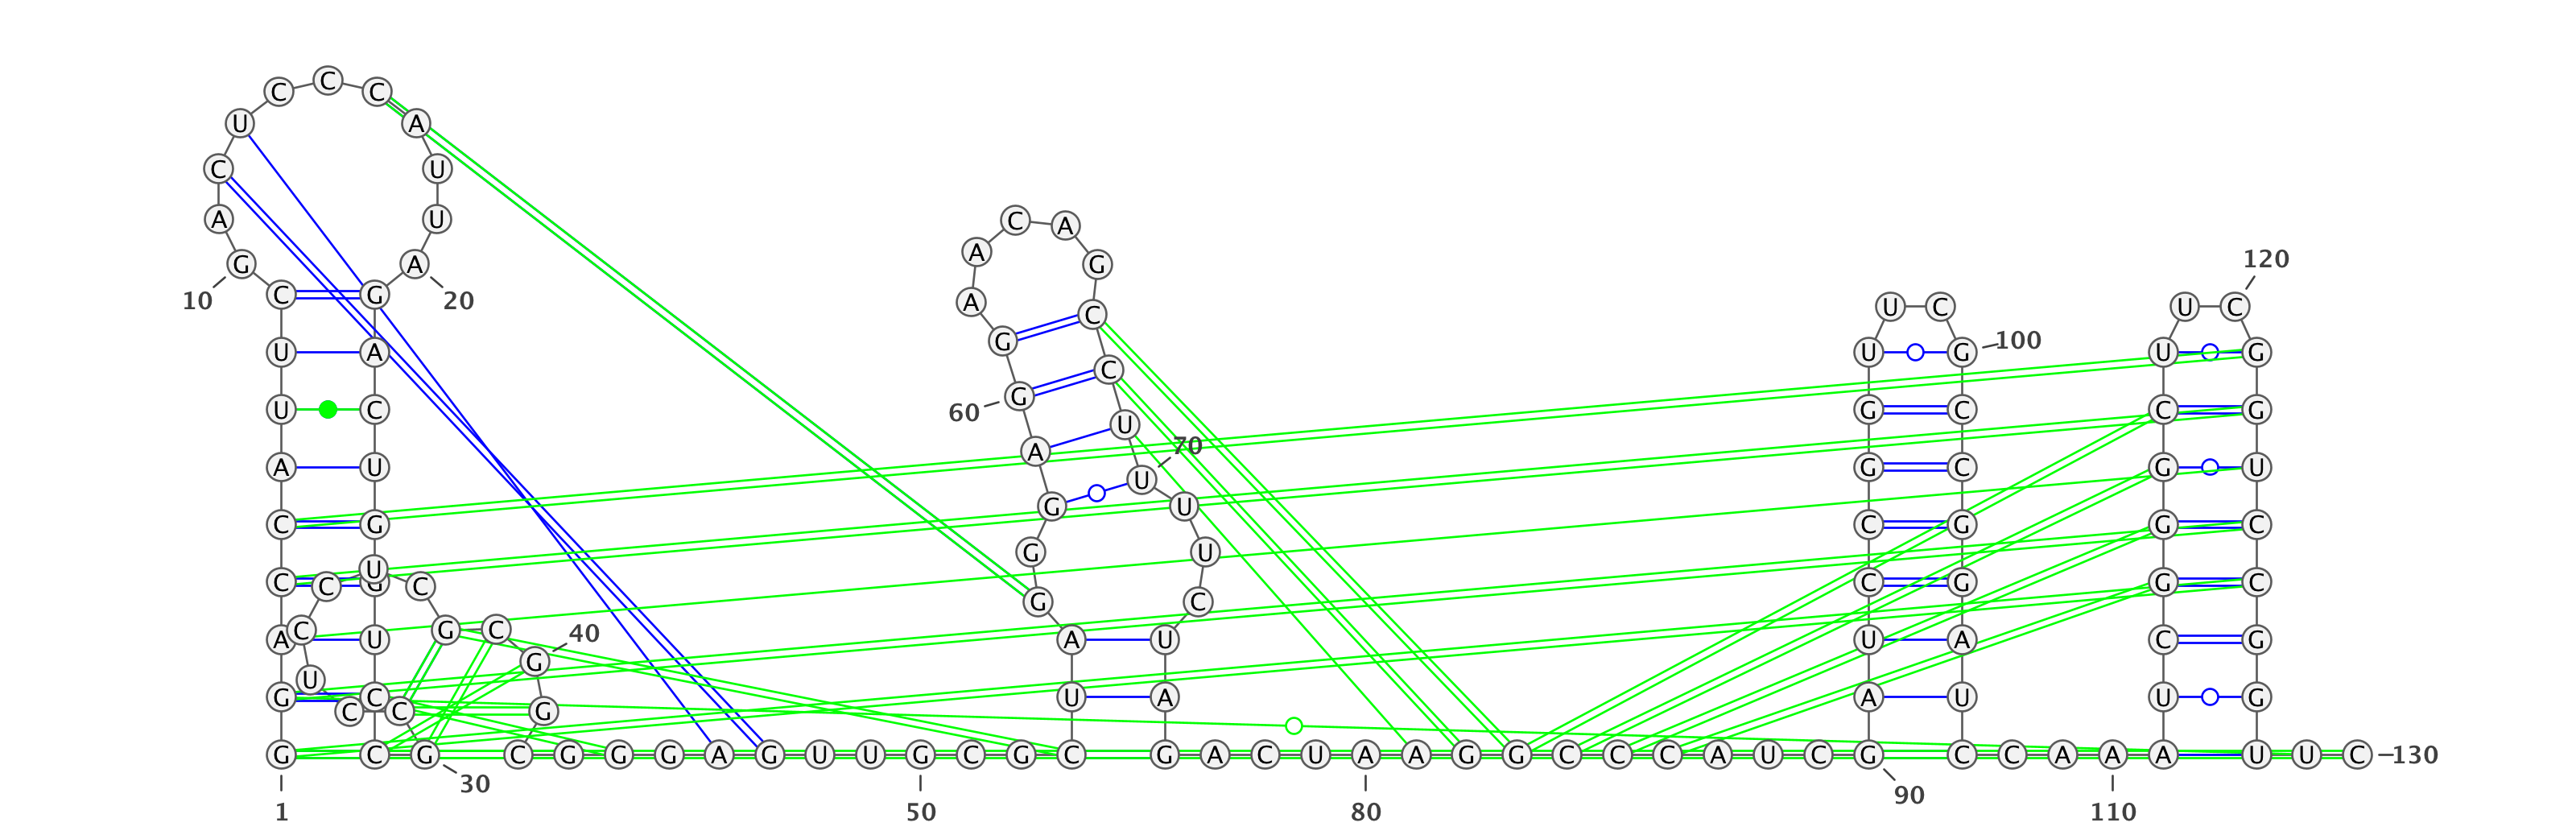 C C C
U A
C U
A U C A
G A A G 120
10 C G 20 A C U C U C
U A G U G 100 U G
C
U C 60 G G C C G
U
A U A 70 G C G U
U
G U
C G C G G C
G U
U
C C G C C G G C
G C
A C U G C 40 A U U A C G
G
U
G C U A A U U G
C C G
G C G C G G G A G U U G C G C G A C U A A G G C C C A U C G C C A A A U U C 130
30 90
1 50 80 110